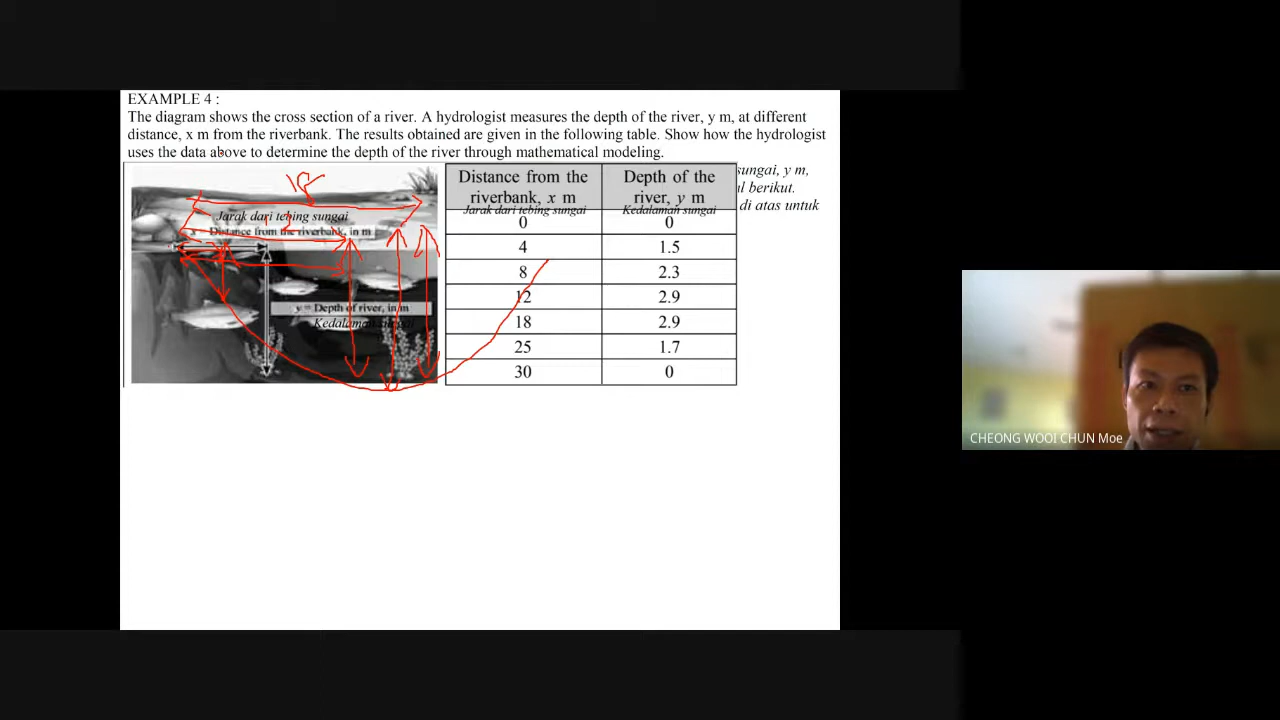 EXAMPLE 4 :
The diagram shows the cross section of a river. A hydrologist measures the depth of the river, y m, at different
distance, x m from the riverbank. The results obtained are given in the following table. Show how the hydrologist
uses the data above to determine the depth of the river through mathematical modeling.
sungai, y m,
berikut.
di atas untuk
18
Jarak dari tebing sungai
Distance from the riverbank, in m
y = Depth of river, in m
Kedalaman sungai
Distance from the riverbank, x m
Depth of the river, y m
Jarak dari tebing sungai
Kedalaman sungai
0 0
4 1.5
8 2.3
12 2.9
18 2.9
25 1.7
30 0
CHEONG WOOI CHUN Moe